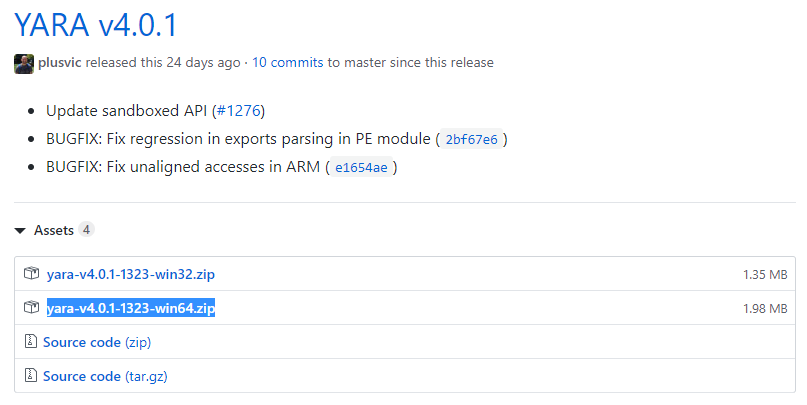 YARA v4.0.1
plusvic released this 24 days ago · 10 commits to master since this release
• Update sandboxed API (#1276)
• BUGFIX: Fix regression in exports parsing in PE module ( 2bf67e6 )
• BUGFIX: Fix unaligned accesses in ARM ( e1654ae )
Assets 4
yara-v4.0.1-1323-win32.zip 1.35 MB
yara-v4.0.1-1323-win64.zip 1.98 MB
Source code (zip)
Source code (tar.gz)